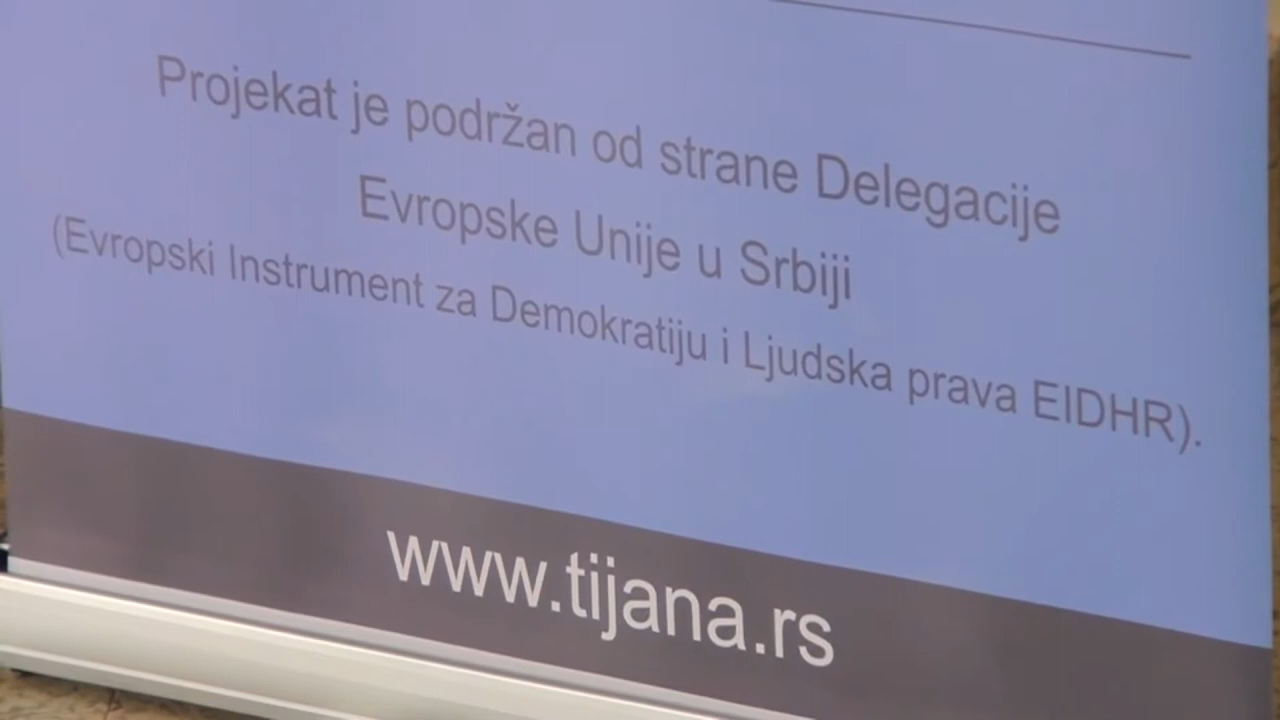 Projekat je podržan od strane Delegacije
Evropske Unije u Srbiji
(Evropski Instrument za Demokratiju i Ljudska prava EIDHR).
www.tijana.rs